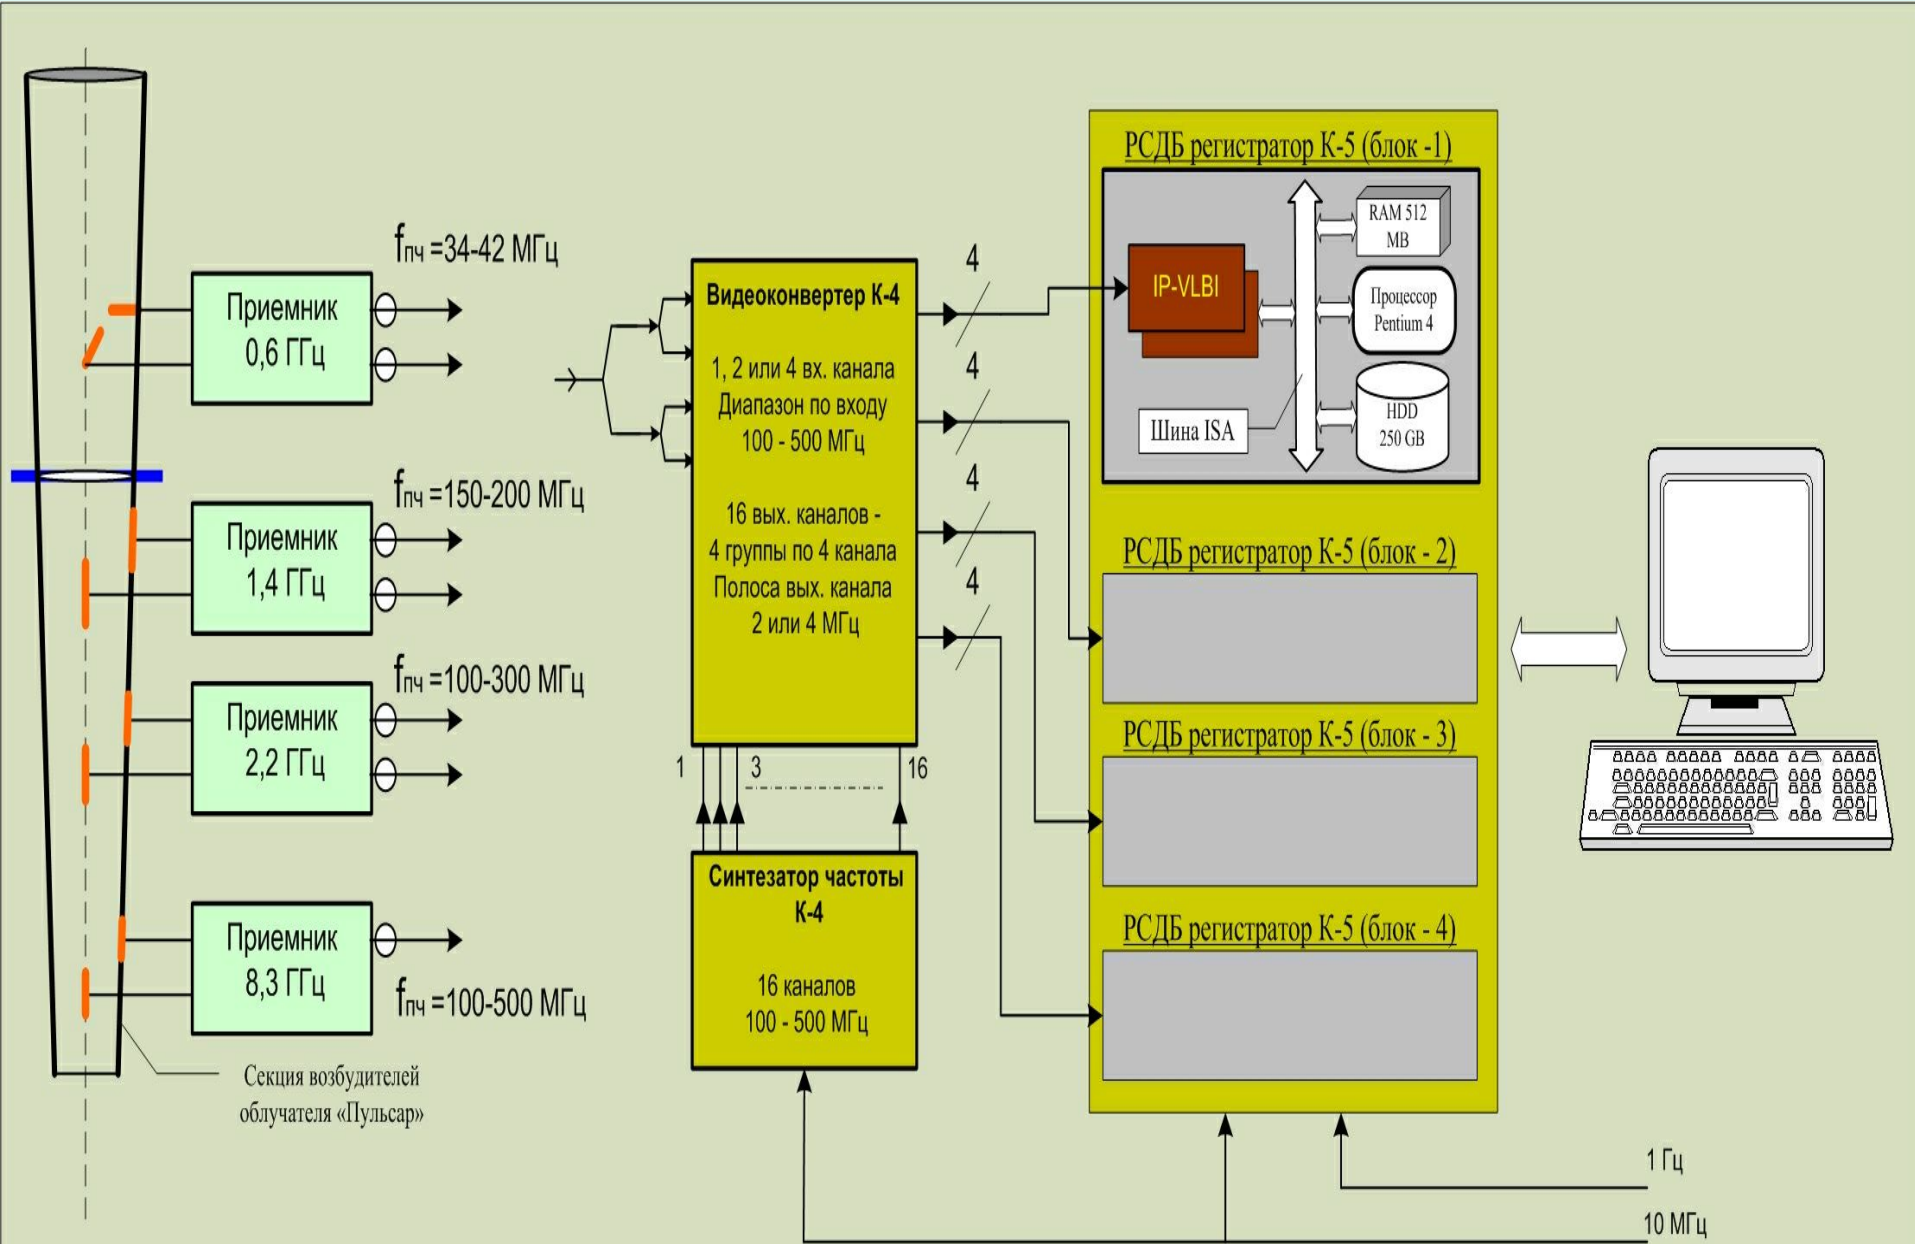 fпч =34-42 МГц
Приемник
0,6 ГГц
fпч =150-200 МГц
Приемник
1,4 ГГц
fпч =100-300 МГц
Приемник
2,2 ГГц
Приемник
8,3 ГГц
fпч =100-500 МГц
Секция возбудителей
облучателя «Пульсар»
Видеоконвертер К-4
1, 2 или 4 вх. канала
Диапазон по входу
100 - 500 МГц
16 вых. каналов -
4 группы по 4 канала
Полоса вых. канала
2 или 4 МГц
1
3
16
Синтезатор частоты
К-4
16 каналов
100 - 500 МГц
4
4
4
4
РСДБ регистратор К-5 (блок -1)
IP-VLBI
RAM 512
MB
Процессор
Pentium 4
HDD
250 GB
Шина ISA
РСДБ регистратор К-5 (блок - 2)
РСДБ регистратор К-5 (блок - 3)
РСДБ регистратор К-5 (блок - 4)
1 Гц
10 МГц